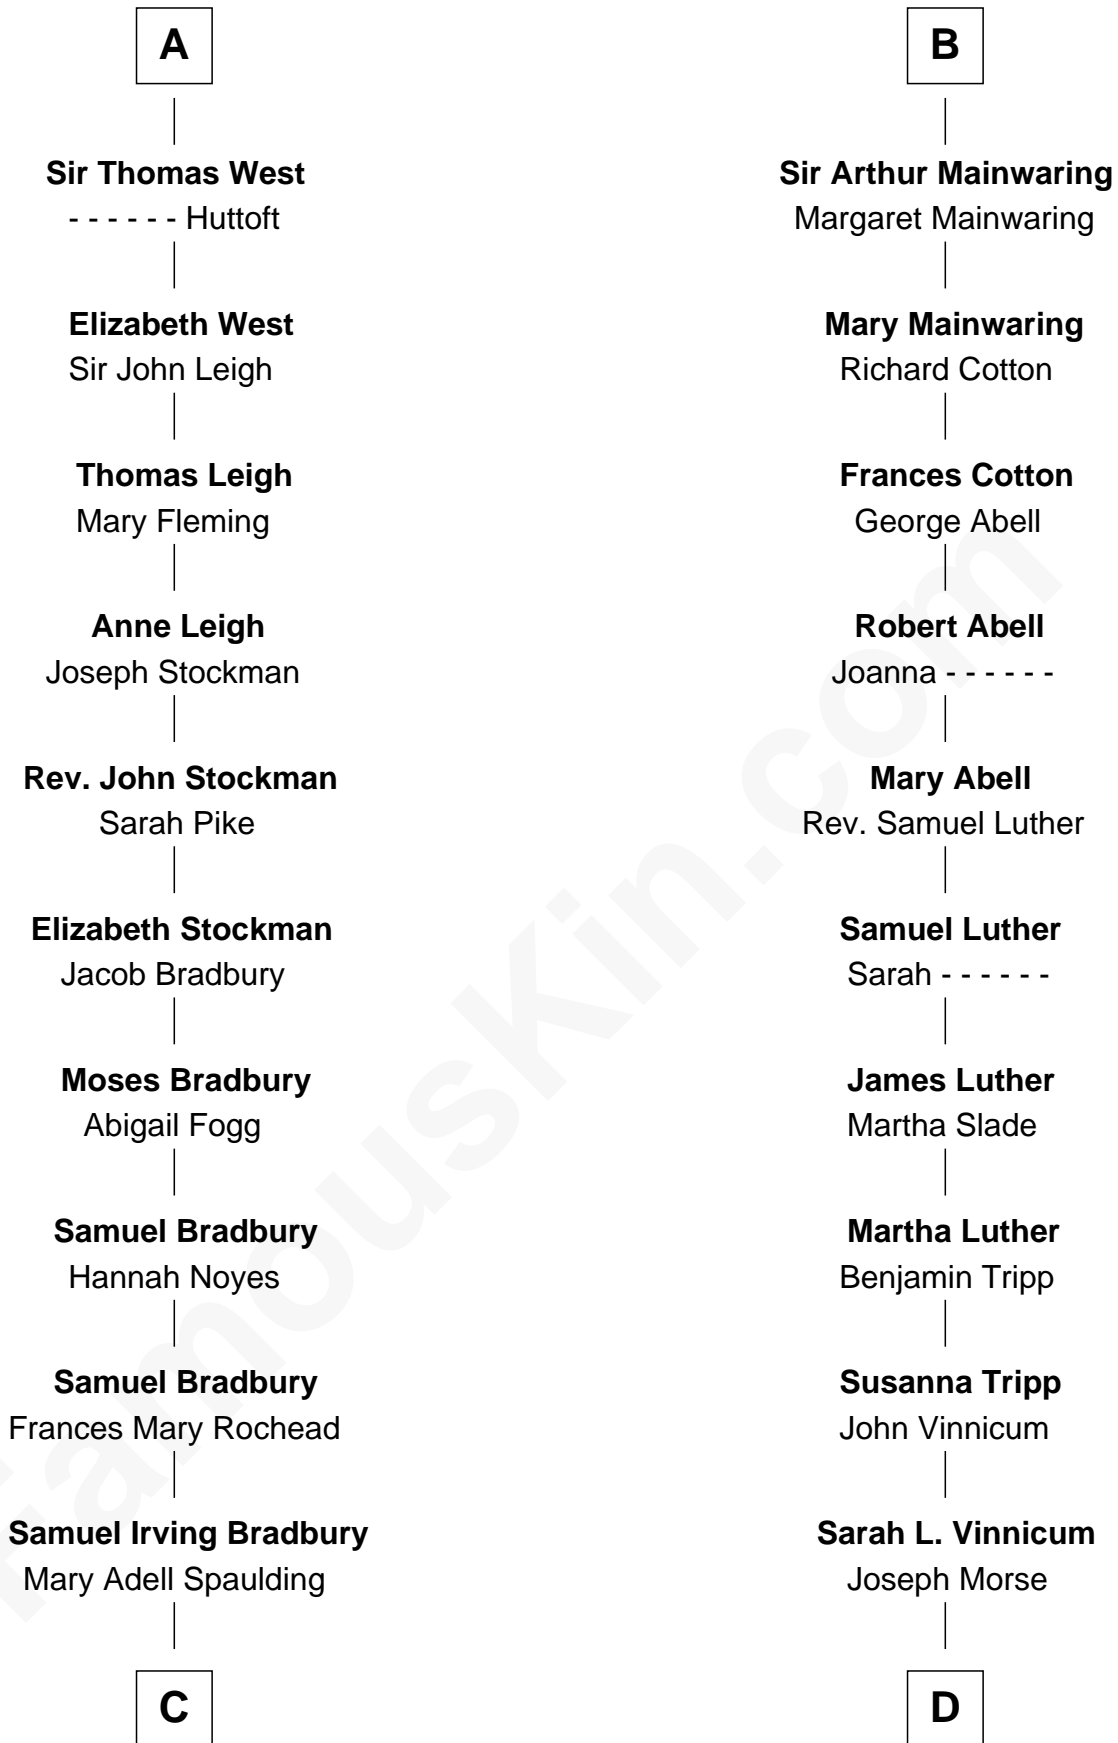 A
Sir Thomas West
- - - - - - Huttoft
Elizabeth West
Sir John Leigh
Thomas Leigh
Mary Fleming
Anne Leigh
Joseph Stockman
Rev. John Stockman
Sarah Pike
Elizabeth Stockman
Jacob Bradbury
Moses Bradbury
Abigail Fogg
Samuel Bradbury
Hannah Noyes
Samuel Bradbury
Frances Mary Rochead
Samuel Irving Bradbury
Mary Adell Spaulding
C
B
Sir Arthur Mainwaring
Margaret Mainwaring
Mary Mainwaring
Richard Cotton
Frances Cotton
George Abell
Robert Abell
Joanna - - - - - -
Mary Abell
Rev. Samuel Luther
Samuel Luther
Sarah - - - - - -
James Luther
Martha Slade
Martha Luther
Benjamin Tripp
Susanna Tripp
John Vinnicum
Sarah L. Vinnicum
Joseph Morse
D
FamousKin.com